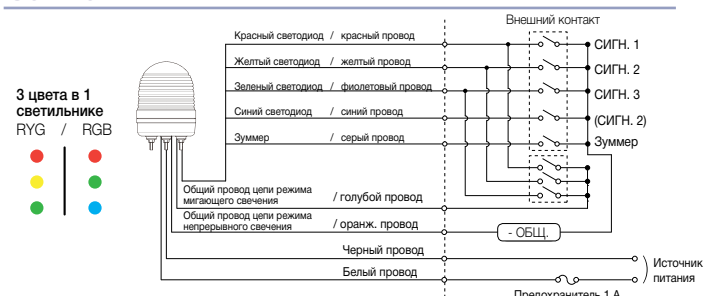 Внешний контакт
Красный светодиод / красный провод
СИГН. 1
Желтый светодиод / желтый провод
СИГН. 2
Зеленый светодиод / фиолетовый провод
СИГН. 3
Синий светодиод / синий провод
(СИГН. 2)
Зуммер / серый провод
Зуммер
3 цвета в 1
светильнике
RYG / RGB
Общий провод цепи режима
мигающего свечения
/ голубой провод
Общий провод цепи режима
непрерывного свечения
/ оранж. провод
- ОБЩ.
Черный провод
Белый провод
Источник
питания
Предохранитель 1 А